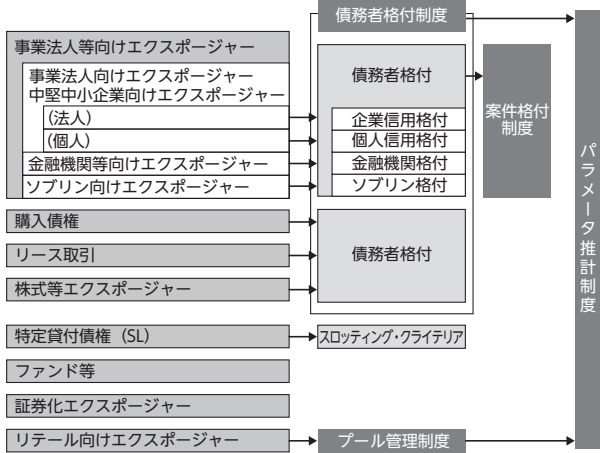 債務者格付制度
事業法人等向けエクスポージャー
事業法人向けエクスポージャー
中堅中小企業向けエクスポージャー
(法人)
(個人)
金融機関等向けエクスポージャー
ソブリン向けエクスポージャー
債務者格付
企業信用格付
個人信用格付
金融機関格付
ソブリン格付
案件格付
制度
パラメータ推計制度
購入債権
リース取引
株式等エクスポージャー
債務者格付
特定貸付債権（SL）
スロッティング・クライテリア
ファンド等
証券化エクスポージャー
リテール向けエクスポージャー
プール管理制度